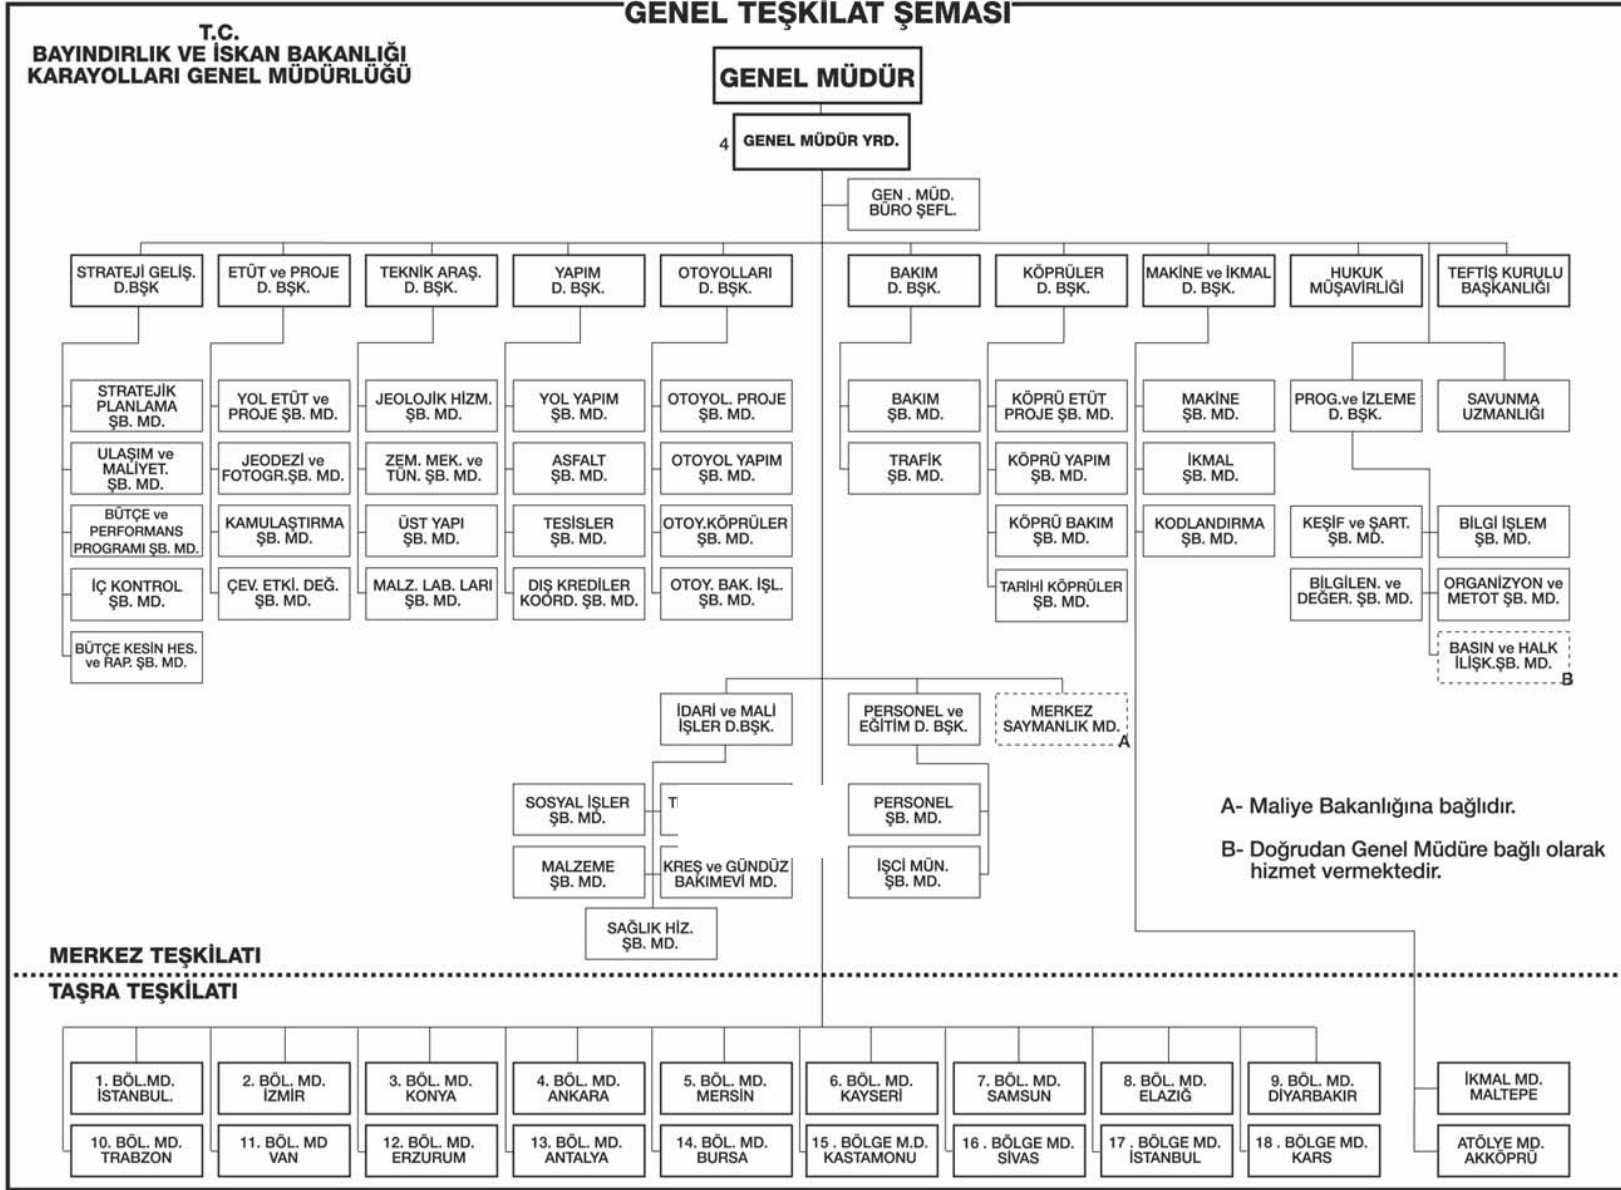 GENEL TEŞKİLAT ŞEMASI
T.C.
BAYINDIRLIK VE İSKAN BAKANLIĞI
KARAYOLLARI GENEL MÜDÜRLÜĞÜ
GENEL MÜDÜR
4
GENEL MÜDÜR YRD.
GEN . MÜD.
BÜRO ŞEFL.
STRATEJİ GELİŞ.
D.BŞK
ETÜT ve PROJE
D. BŞK.
TEKNİK ARAŞ.
D. BŞK.
YAPIM
D. BŞK.
OTOYOLLARI
D. BŞK.
BAKIM
D. BŞK.
KÖPRÜLER
D. BŞK.
MAKİNE ve İKMAL
D. BŞK.
HUKUK
MÜŞAVİRLİĞİ
TEFTİŞ KURULU
BAŞKANLIĞI
STRATEJİK
PLANLAMA
ŞB. MD.
YOL ETÜT ve
PROJE ŞB. MD.
JEOLOJİK HİZM.
ŞB. MD.
YOL YAPIM
ŞB. MD.
OTOYOL. PROJE
ŞB. MD.
BAKIM
ŞB. MD.
KÖPRÜ ETÜT
PROJE ŞB. MD.
MAKİNE
ŞB. MD.
PROG.ve İZLEME
D. BŞK.
SAVUNMA
UZMANLIĞI
ULAŞIM ve
MALİYET.
ŞB. MD.
JEODEZİ ve
FOTOGR.ŞB. MD.
ZEM. MEK. ve
TÜN. ŞB. MD.
ASFALT
ŞB. MD.
OTOYOL YAPIM
ŞB. MD.
TRAFİK
ŞB. MD.
KÖPRÜ YAPIM
ŞB. MD.
İKMAL
ŞB. MD.
BÜTÇE ve
PERFORMANS
PROGRAMI ŞB. MD.
KAMULAŞTIRMA
ŞB. MD.
ÜST YAPI
ŞB. MD.
TESİSLER
ŞB. MD.
OTOY.KÖPRÜLER
ŞB. MD.
KÖPRÜ BAKIM
ŞB. MD.
KODLANDIRMA
ŞB. MD.
KEŞİF ve ŞART.
ŞB. MD.
BİLGİ İŞLEM
ŞB. MD.
İÇ KONTROL
ŞB. MD.
ÇEV. ETKİ. DEĞ.
ŞB. MD.
MALZ. LAB. LARI
ŞB. MD.
DIŞ KREDİLER
KOORD. ŞB. MD.
OTOY. BAK. İŞL.
ŞB. MD.
TARİHİ KÖPRÜLER
ŞB. MD.
BİLGİLEN. ve
DEĞER. ŞB. MD.
ORGANİZYON ve
METOT ŞB. MD.
BÜTÇE KESİN HES.
ve RAP. ŞB. MD.
BASIN ve HALK
İLİŞK.ŞB. MD.
B
İDARİ ve MALİ
İŞLER D.BŞK.
PERSONEL ve
EĞİTİM D. BŞK.
MERKEZ
SAYMANLIK MD.
A
SOSYAL İŞLER
ŞB. MD.
PERSONEL
ŞB. MD.
MALZEME
ŞB. MD.
KREŞ ve GÜNDÜZ
BAKIMEVİ MD.
İŞCİ MÜN.
ŞB. MD.
SAĞLIK HİZ.
ŞB. MD.
A- Maliye Bakanlığına bağlıdır.
B- Doğrudan Genel Müdüre bağlı olarak
hizmet vermektedir.
MERKEZ TEŞKİLATI
TAŞRA TEŞKİLATI
1. BÖL.MD.
İSTANBUL.
2. BÖL. MD.
İZMİR
3. BÖL. MD.
KONYA
4. BÖL. MD.
ANKARA
5. BÖL. MD.
MERSİN
6. BÖL. MD.
KAYSERİ
7. BÖL. MD.
SAMSUN
8. BÖL. MD.
ELAZIĞ
9. BÖL. MD.
DİYARBAKIR
İKMAL MD.
MALTEPE
10. BÖL. MD.
TRABZON
11. BÖL. MD
VAN
12. BÖL. MD.
ERZURUM
13. BÖL. MD.
ANTALYA
14. BÖL. MD.
BURSA
15 . BÖLGE M.D.
KASTAMONU
16 . BÖLGE MD.
SİVAS
17 . BÖLGE MD.
İSTANBUL
18 . BÖLGE MD.
KARS
ATÖLYE MD.
AKKÖPRÜ